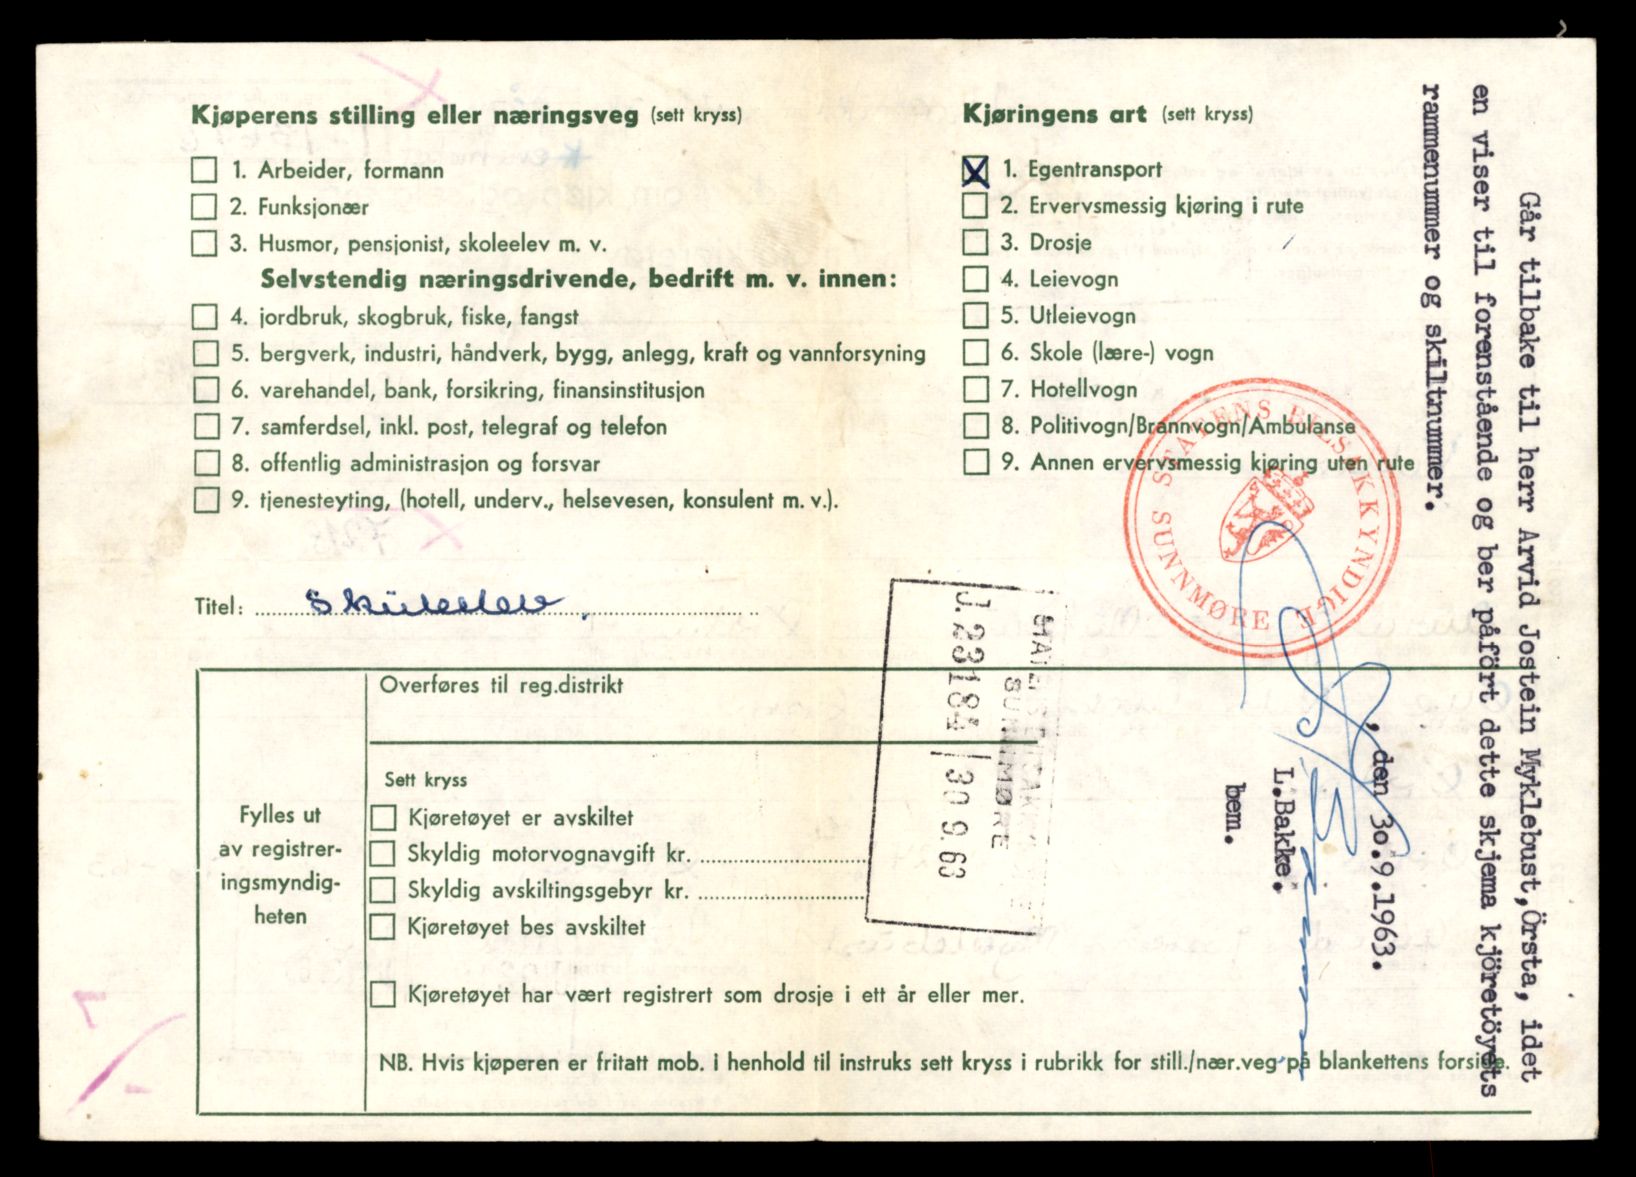 Kjøperens stilling eller næringsveg (sett kryss)
1. Arbeider, formann
2. Funksjonær
3. Husmor, pensjonist, skoleelev m. v.
Selvstendig næringsdrivende, bedrift m. v. innen:
4. jordbruk, skogbruk, fiske, fangst
5. bergverk, industri, håndverk, bygg, anlegg, kraft og vannforsyning
6. varehandel, bank, forsikring, finansinstitusjon
7. samferdsel, inkl. post, telegraf og telefon
8. offentlig administrasjon og forsvar
9. tjenesteyting, (hotell, underv., helsevesen, konsulent m. v.).
Titel: Skuleelev
Kjøringens art (sett kryss)
X 1. Egentransport
2. Ervervsmessig kjøring i rute
3. Drosje
4. Leievogn
5. Utleievogn
6. Skole (lære-) vogn
7. Hotellvogn
8. Politivogn/Brannvogn/Ambulanse
9. Annen ervervsmessig kjøring uten rute
STATENS BILSAKKYNDIGE
SUNNMØRE
Går tilbake til herr Arvid Jostein Myklebust, Örsta, idet
en viser til foremstående og ber påfört dette skjema kjöretöyets
rammenummer og skiltnummer.
, den 30.9.1963.
L.Bakke.
bem.
SUNNMØRE
J.23184 | 30 9.63
Overføres til reg.distrikt
Fylles ut
av registrer-
ingsmyndig-
heten
Sett kryss
Kjøretøyet er avskiltet
Skyldig motorvognavgift kr.
Skyldig avskiltingsgebyr kr.
Kjøretøyet bes avskiltet
Kjøretøyet har vært registrert som drosje i ett år eller mer.
NB. Hvis kjøperen er fritatt mob. i henhold til instruks sett kryss i rubrikk for still./nær.veg på blankettens forside.